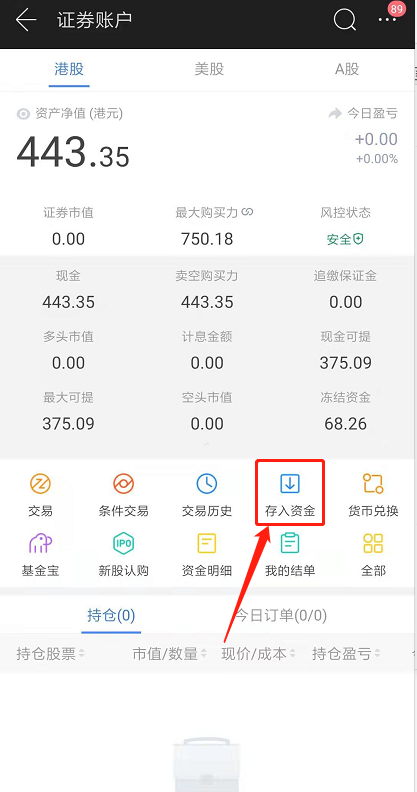 证券账户 89
港股 美股 A股
资产净值 (港元) 今日盈亏
443.35 +0.00
+0.00%
证券市值 最大购买力 风控状态
0.00 750.18 安全
现金 卖空购买力 追缴保证金
443.35 443.35 0.00
多头市值 计息金额 现金可提
0.00 0.00 375.09
最大可提 空头市值 冻结资金
375.09 0.00 68.26
交易 条件交易 交易历史 存入资金 货币兑换
IPO
基金宝 新股认购 资金明细 我的结单 全部
持仓(0) 今日订单(0/0)
持仓股票 市值/数量 现价/成本 持仓盈亏